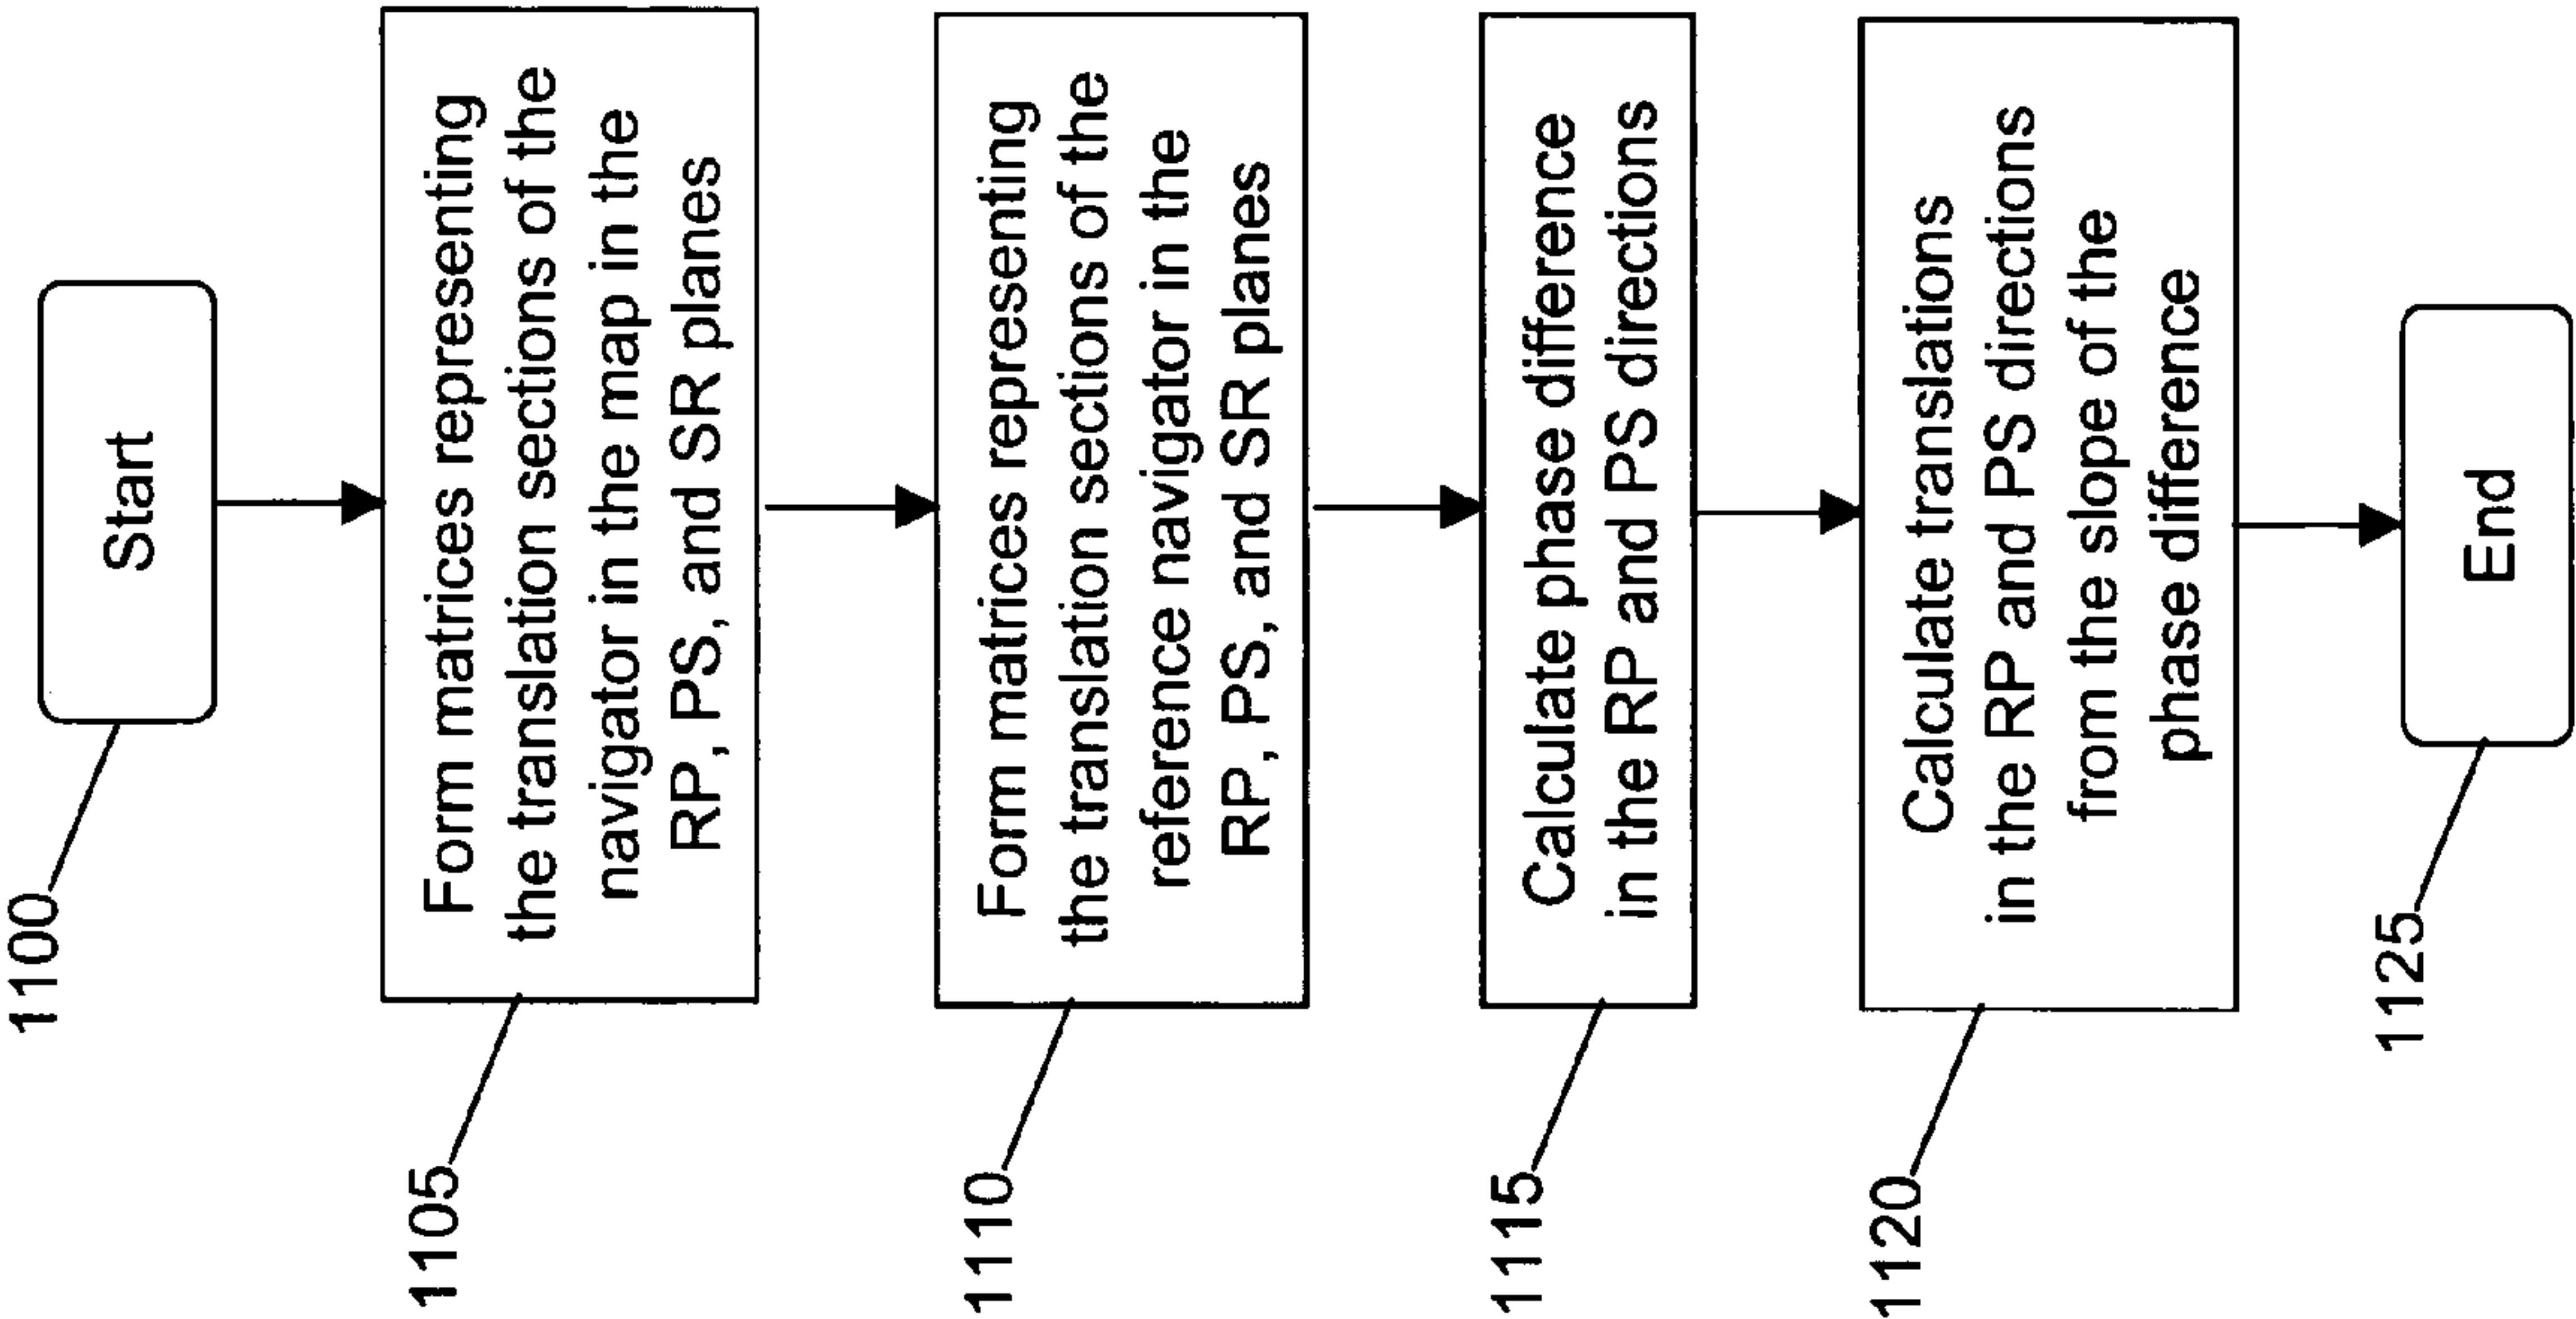 1100
Start
1105
Form matrices representing
the translation sections of the
navigator in the map in the
RP, PS, and SR planes
1110
Form matrices representing
the translation sections of the
reference navigator in the
RP, PS, and SR planes
1115
Calculate phase difference
in the RP and PS directions
1120
Calculate translations
in the RP and PS directions
from the slope of the
phase difference
1125
End